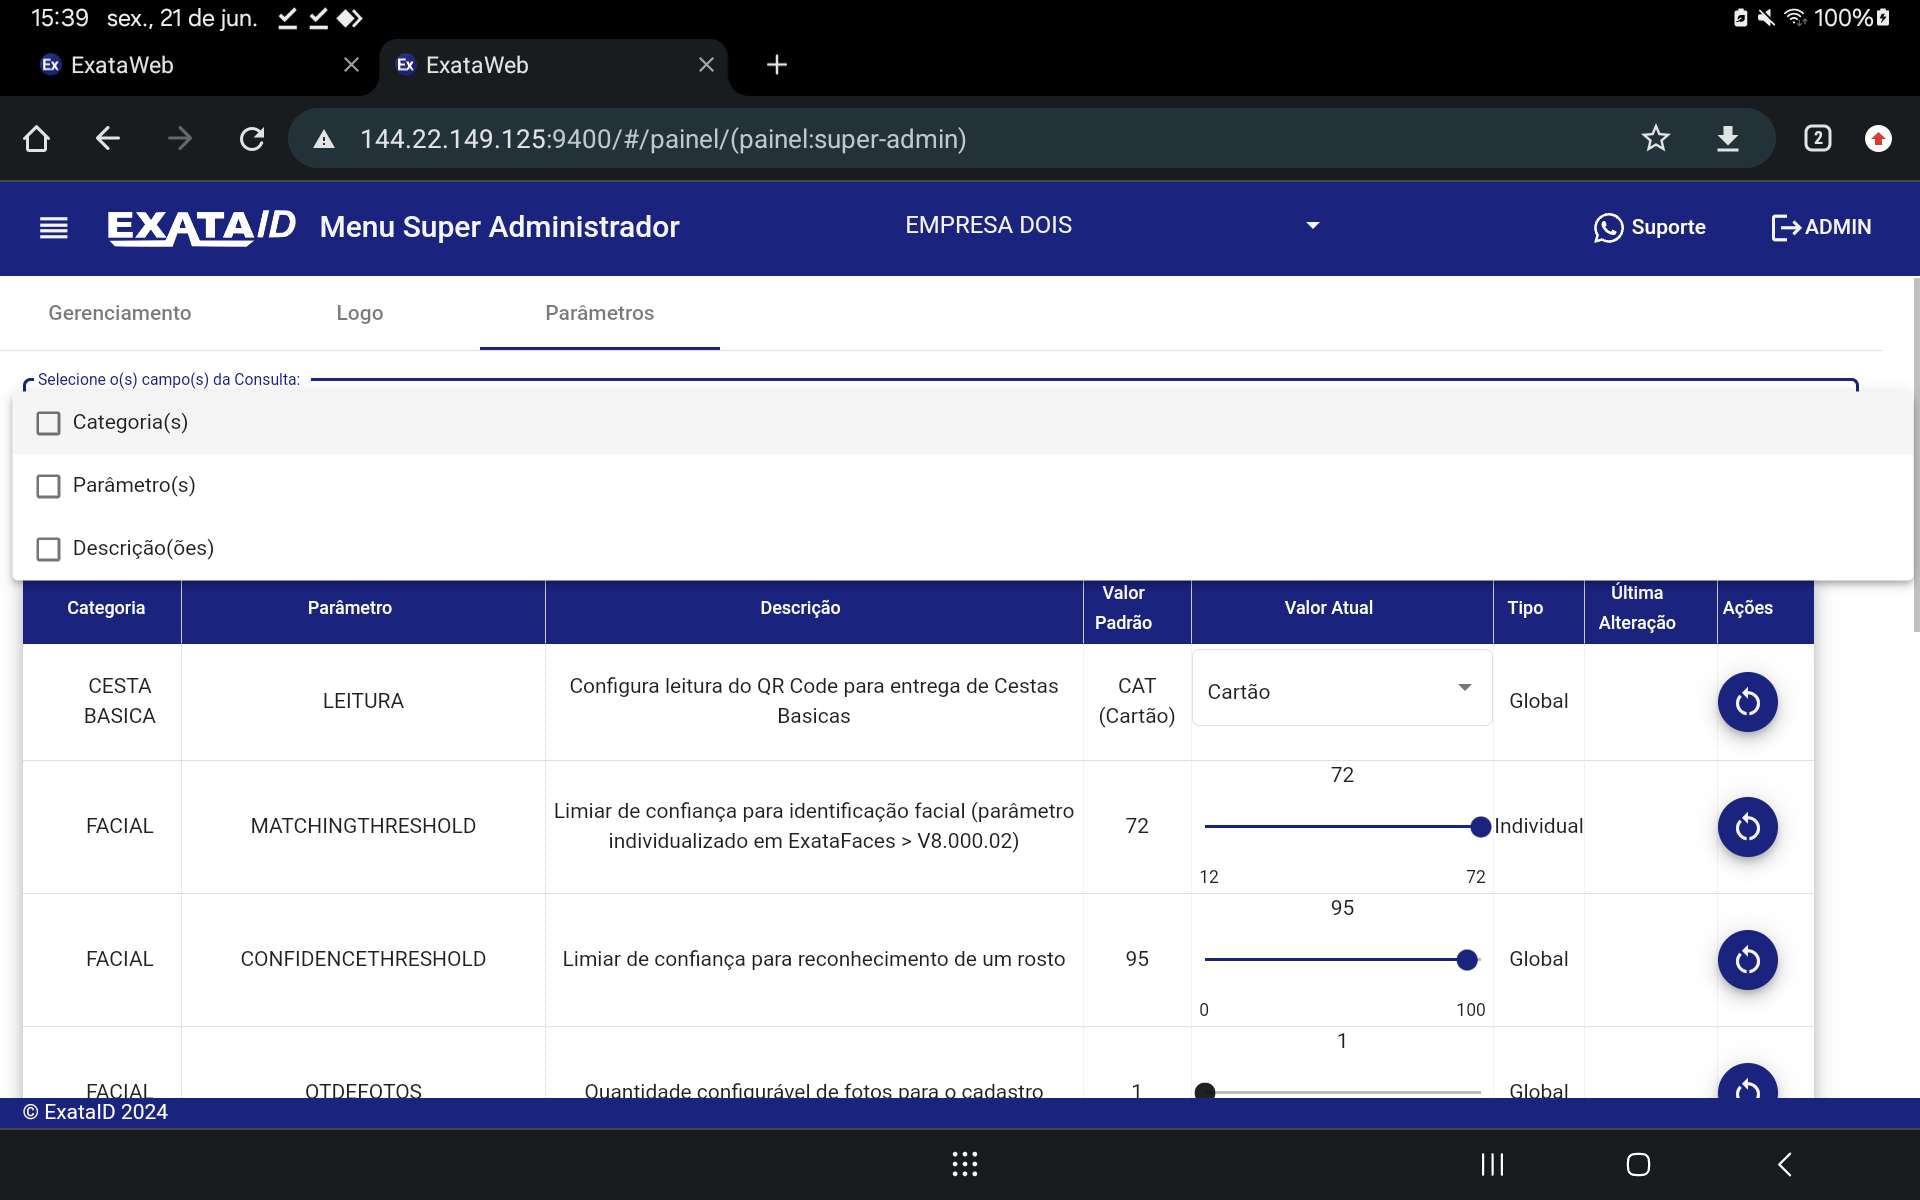 15:39 sex., 21 de jun. 100%
Ex ExataWeb Ex ExataWeb
144.22.149.125:9400/#/painel/(painel:super-admin) 2
EXATAID Menu Super Administrador EMPRESA DOIS Suporte ADMIN
Gerenciamento Logo Parâmetros
Selecione o(s) campo(s) da Consulta:
Categoria(s)
Parâmetro(s)
Descrição(ões)
Categoria Parâmetro Descrição Valor Padrão Valor Atual Tipo Última Alteração Ações
CESTA BASICA LEITURA Configura leitura do QR Code para entrega de Cestas Basicas CAT (Cartão) Cartão Global
72
FACIAL MATCHINGTHRESHOLD Limiar de confiança para identificação facial (parâmetro individualizado em ExataFaces > V8.000.02) 72 Individual
12 72
95
FACIAL CONFIDENCETHRESHOLD Limiar de confiança para reconhecimento de um rosto 95 Global
0 100
1
FACIAL QTDEFOTOS Quantidade configurável de fotos para o cadastro 1 Global
© ExataID 2024